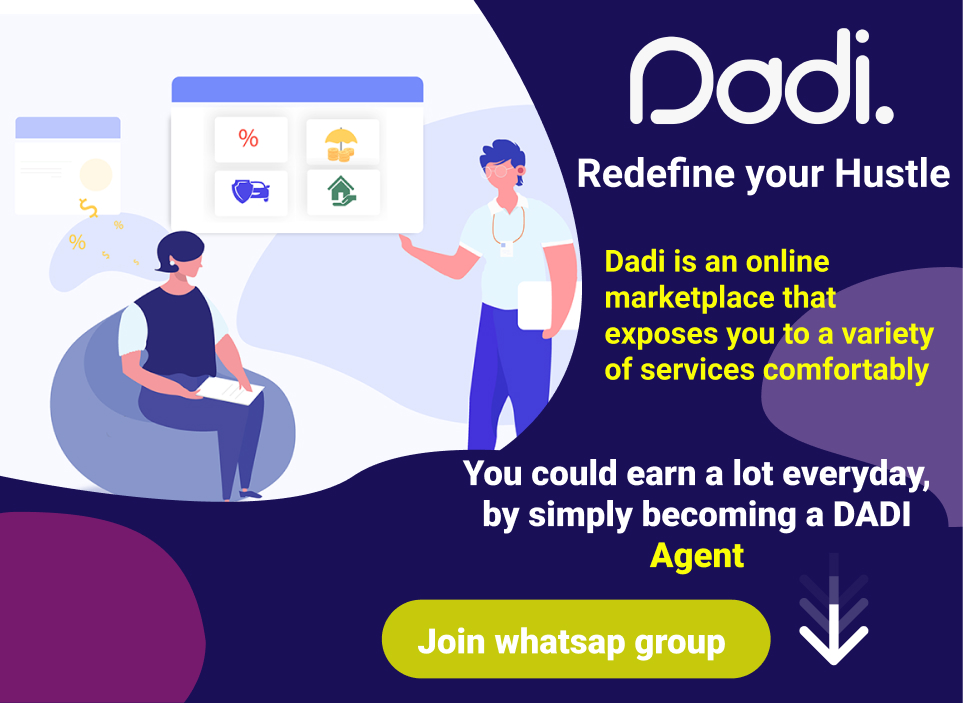 Dadi.
Redefine your Hustle
Dadi is an online
marketplace that
exposes you to a variety
of services comfortably
You could earn a lot everyday,
by simply becoming a DADI
Agent
Join whatsap group
%
$
%
%